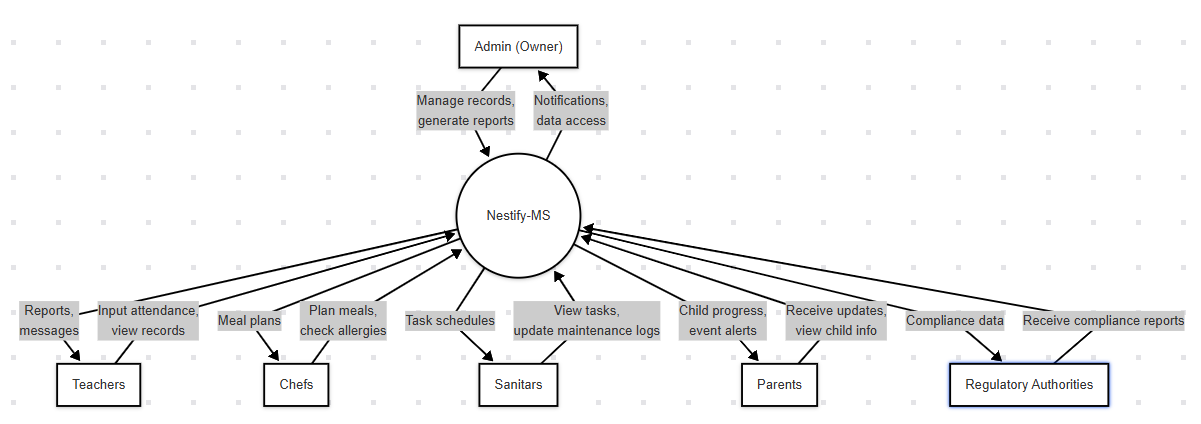 Admin (Owner)
Manage records,
generate reports
Notifications,
data access
Nestify-MS
Reports,
messages
Input attendance,
view records
Meal plans
Plan meals,
check allergies
Task schedules
View tasks,
update maintenance logs
Child progress,
event alerts
Receive updates,
view child info
Compliance data
Receive compliance reports
Teachers
Chefs
Sanitars
Parents
Regulatory Authorities